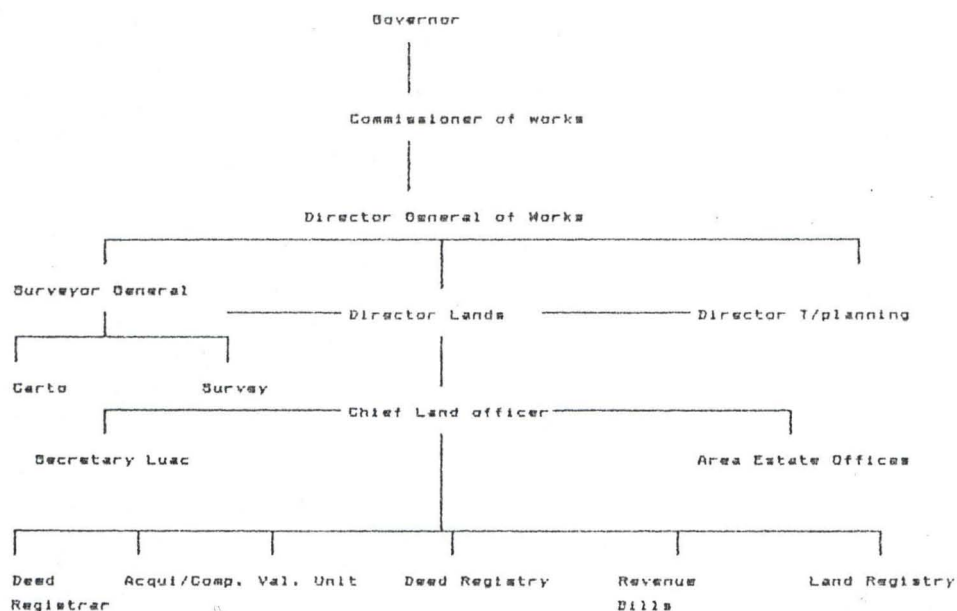 Governor
Commissioner of works
Director General of Works
Surveyor General
Director Lands
Director T/planning
Carto
Survey
Chief Land officer
Secretary Luac
Area Estate Offices
Deed Acqui/Comp. Val. Unit Deed Registry Revenue Land Registry
Registrar Bills